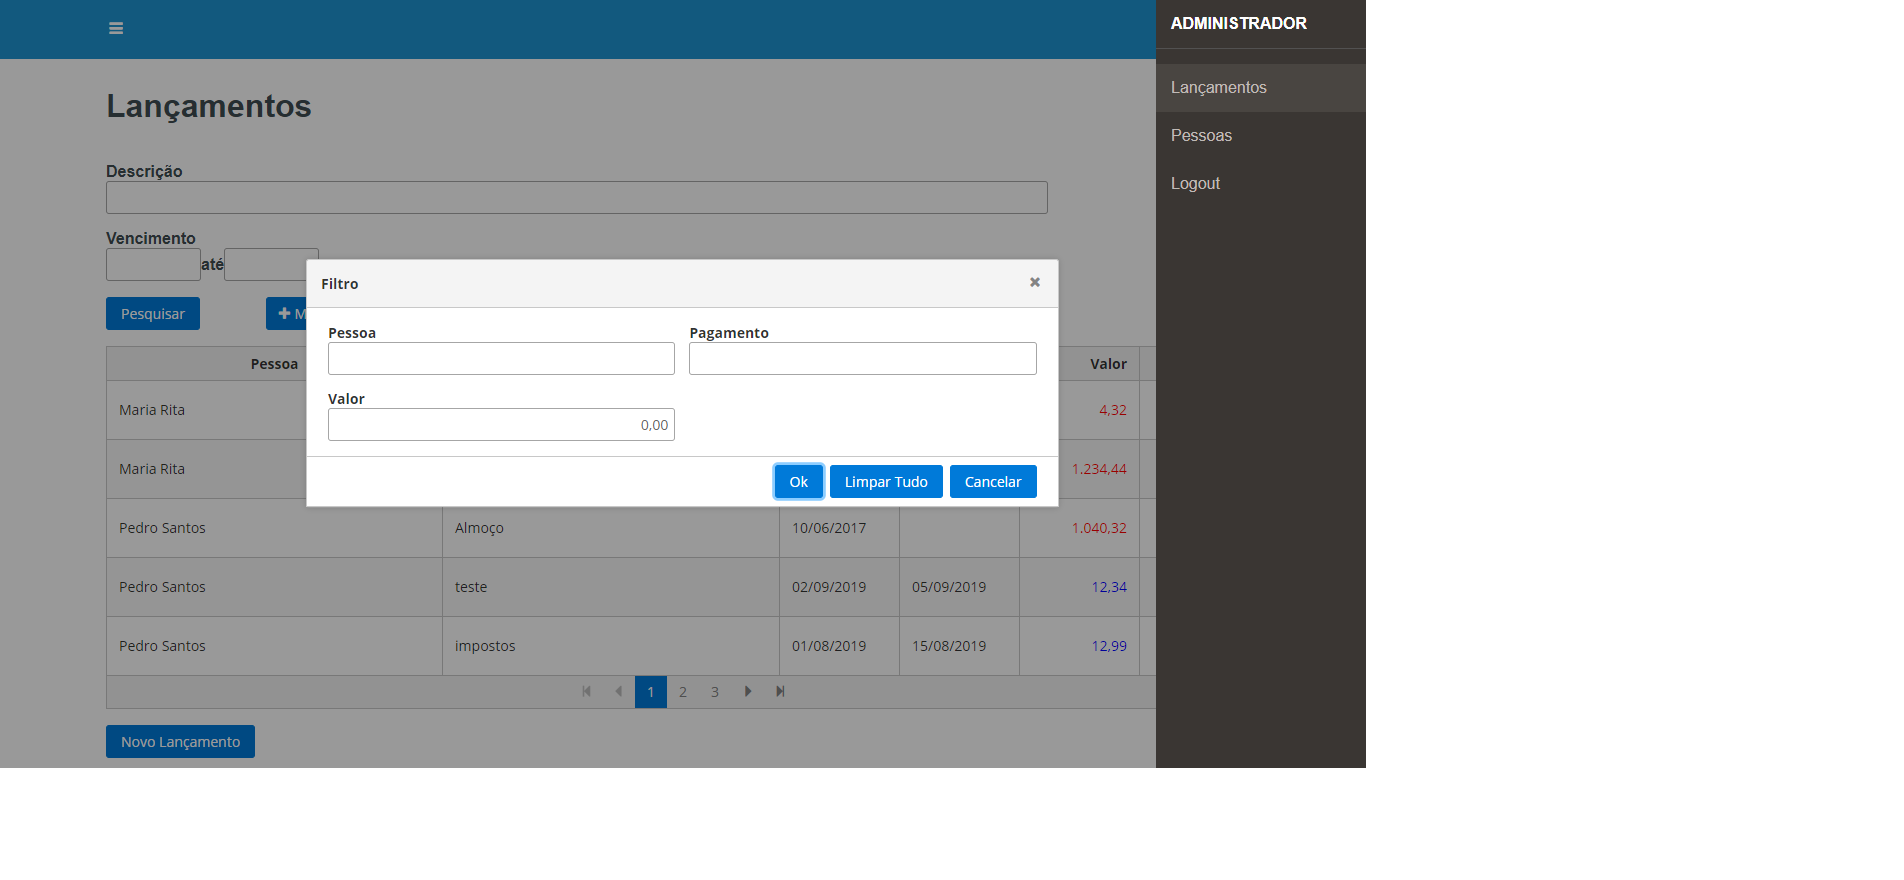 ADMINISTRADOR
Lançamentos
Pessoas
Logout
Lançamentos
Descrição
Vencimento
até
Pesquisar
M
Filtro
Pessoa Pagamento
Valor
0,00
Ok Limpar Tudo Cancelar
Pessoa Valor
Maria Rita 4,32
Maria Rita 1.234,44
Pedro Santos Almoço 10/06/2017 1.040,32
Pedro Santos teste 02/09/2019 05/09/2019 12,34
Pedro Santos impostos 01/08/2019 15/08/2019 12,99
1 2 3
Novo Lançamento